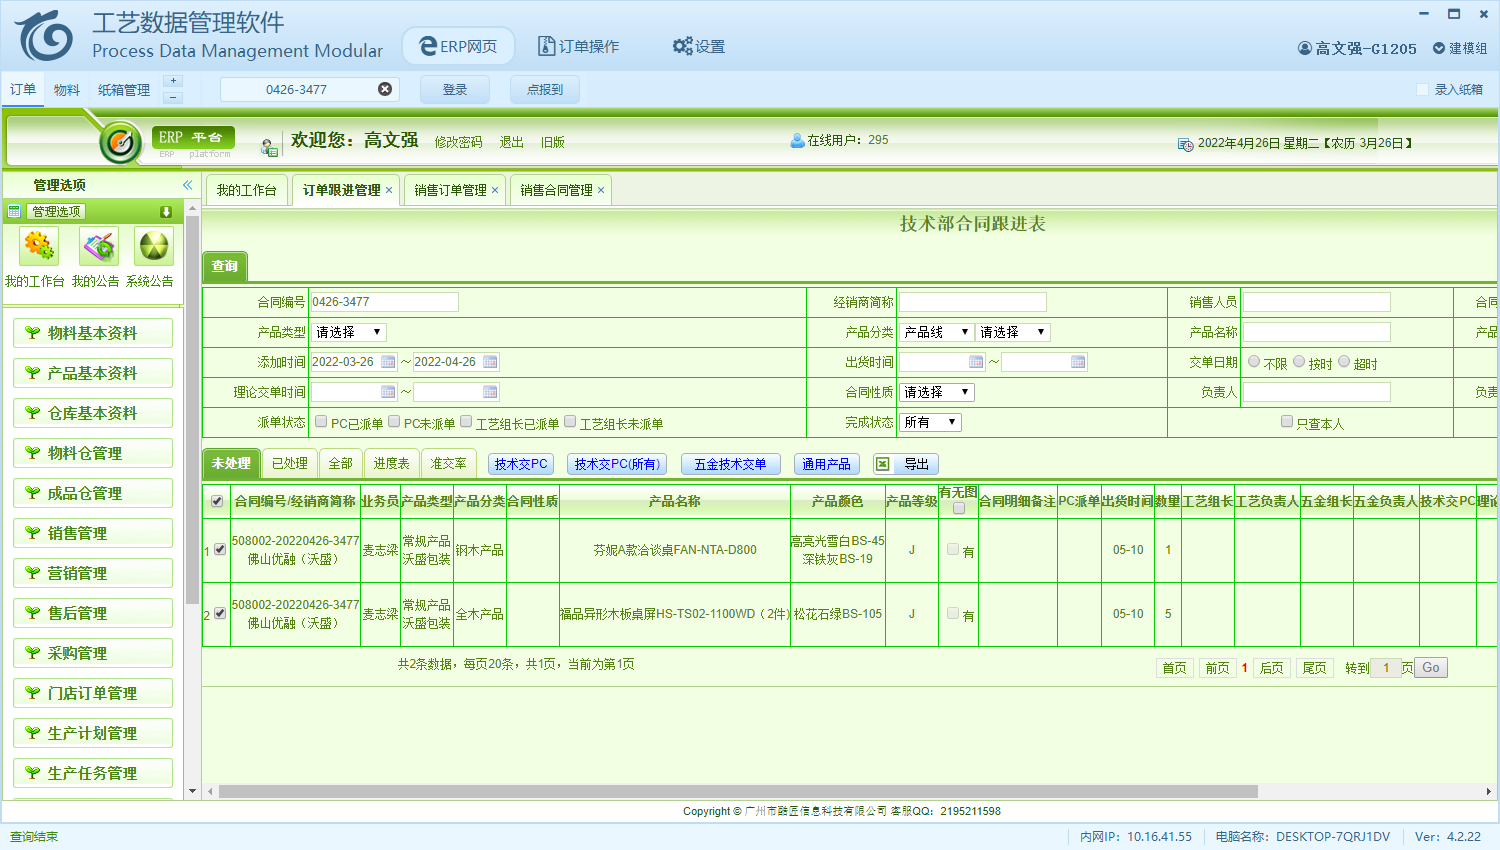 工艺数据管理软件
Process Data Management Modular
ERP网页
订单操作
设置
高文强-G1205
建模组
订单
物料
纸箱管理
+
-
0426-3477
登录
点报到
录入纸箱
ERP 平台
ERP platform
欢迎您：高文强
修改密码
退出
旧版
在线用户：295
2022年4月26日 星期二【农历 3月26日】
管理选项
我的工作台
订单跟进管理 ×
销售订单管理 ×
销售合同管理 ×
管理选项
我的工作台
我的公告
系统公告
物料基本资料
产品基本资料
仓库基本资料
物料仓管理
成品仓管理
销售管理
营销管理
售后管理
采购管理
门店订单管理
生产计划管理
生产任务管理
技术部合同跟进表
查询
合同编号 0426-3477 经销商简称 销售人员 合同
产品类型 请选择 产品分类 产品线 请选择 产品名称 产品
添加时间 2022-03-26 ~ 2022-04-26 出货时间 ~ 交单日期 不限 按时 超时
理论交单时间 ~ 合同性质 请选择 负责人 负责
派单状态 PC已派单 PC未派单 工艺组长已派单 工艺组长未派单 完成状态 所有 只查本人
未处理 已处理 全部 进度表 准交率 技术交PC 技术交PC(所有) 五金技术交单 通用产品 导出
合同编号/经销商简称 业务员 产品类型 产品分类 合同性质 产品名称 产品颜色 产品等级 有无图 合同明细备注 PC派单 出货时间 数量 工艺组长 工艺负责人 五金组长 五金负责人 技术交PC 理论
1 508002-20220426-3477 佛山优融（沃盛） 麦志梁 常规产品 沃盛包装 钢木产品 芬妮A款洽谈桌FAN-NTA-D800 高亮光雪白BS-45 深铁灰BS-19 J 有 05-10 1
2 508002-20220426-3477 佛山优融（沃盛） 麦志梁 常规产品 沃盛包装 全木产品 福品异形木板桌屏HS-TS02-1100WD（2件） 松花石绿BS-105 J 有 05-10 5
共2条数据，每页20条，共1页，当前为第1页
首页 前页 1 后页 尾页 转到 1 页 Go
Copyright © 广州市酷匠信息科技有限公司 客服QQ：2195211598
查询结束
内网IP：10.16.41.55
电脑名称：DESKTOP-7QRJ1DV
Ver：4.2.22